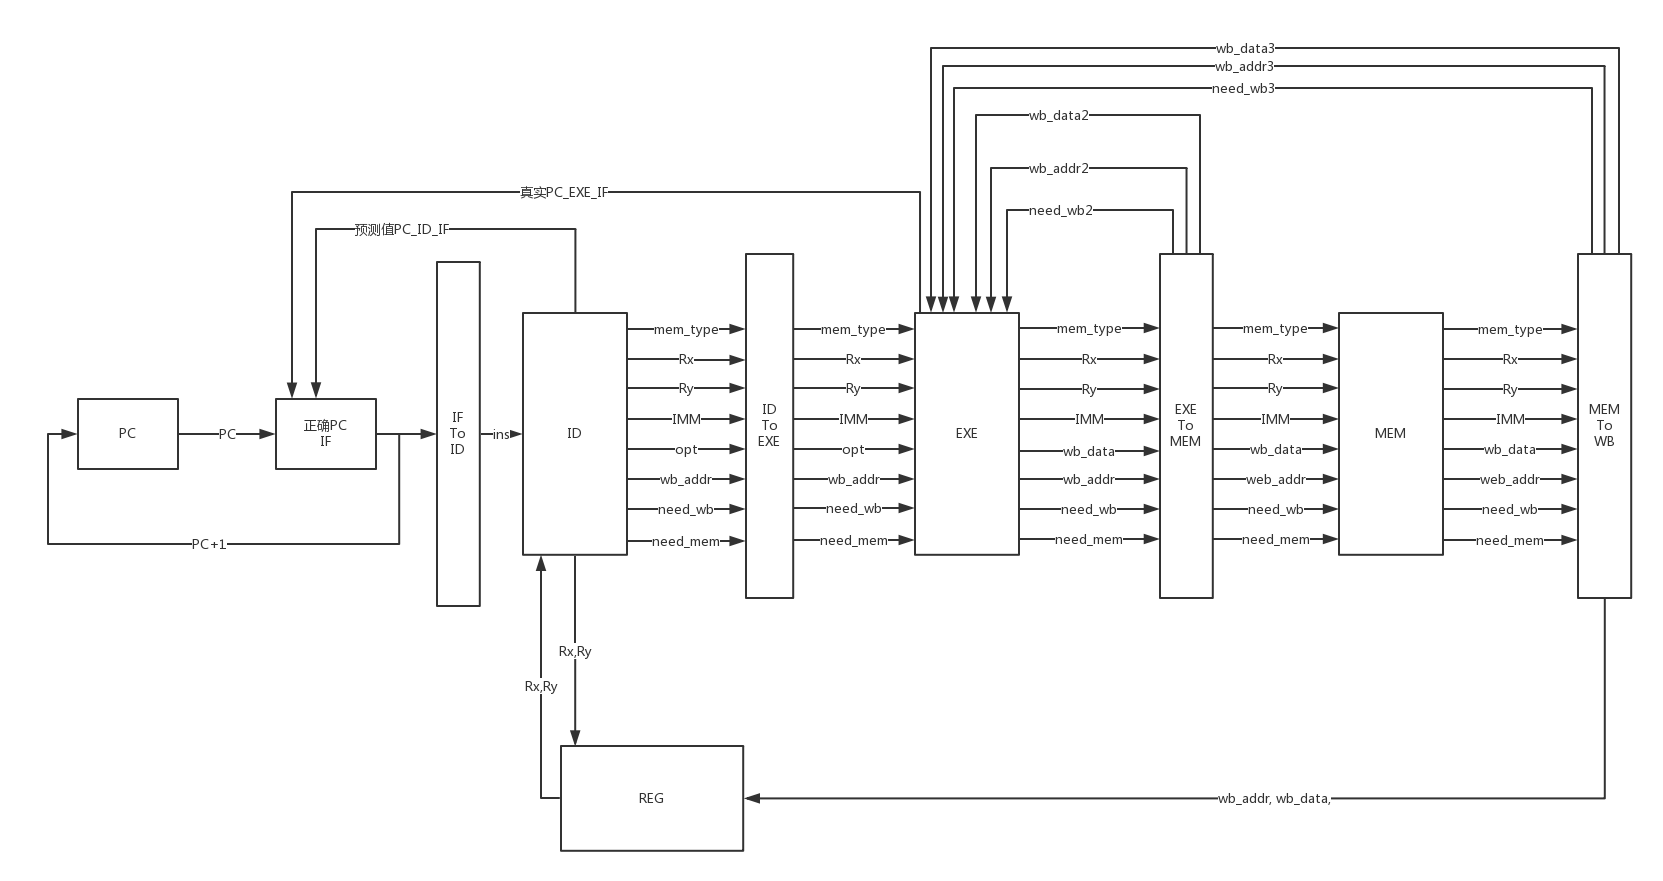 wb_data3
wb_addr3
need_wb3
wb_data2
wb_addr2
真实PC_EXE_IF
need_wb2
预测值PC_ID_IF
PC
PC
正确PC
IF
PC+1
IF
To
ID
ins
ID
mem_type
Rx
Ry
IMM
opt
wb_addr
need_wb
need_mem
ID
To
EXE
mem_type
Rx
Ry
IMM
opt
wb_addr
need_wb
need_mem
EXE
mem_type
Rx
Ry
IMM
wb_data
wb_addr
need_wb
need_mem
EXE
To
MEM
mem_type
Rx
Ry
IMM
wb_data
web_addr
need_wb
need_mem
MEM
mem_type
Rx
Ry
IMM
wb_data
web_addr
need_wb
need_mem
MEM
To
WB
Rx,Ry
Rx,Ry
REG
wb_addr, wb_data,